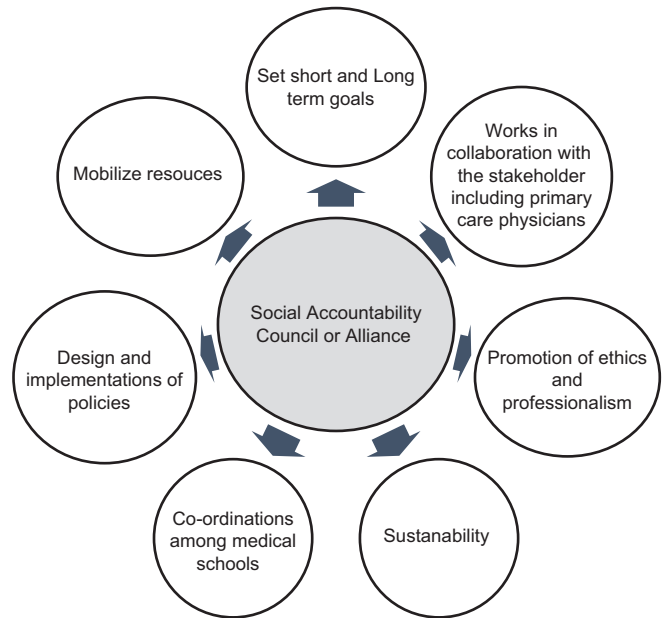 Set short and Long
term goals
Works in
collaboration with
the stakeholder
including primary
care physicians
Mobilize resouces
Social Accountability
Council or Alliance
Promotion of ethics
and
professionalism
Design and
implementations of
policies
Co-ordinations
among medical
schools
Sustanability